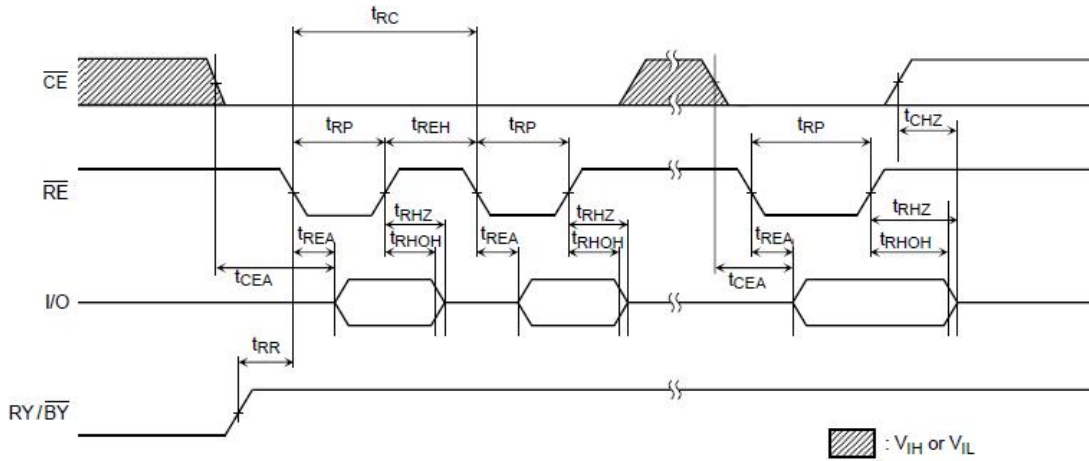 tRC
CE
tRP tREH tRP tRP tCHZ
RE
tRHZ tRHZ tRHZ
tREA tRHOH tREA tRHOH tREA tRHOH
tCEA tCEA
I/O
tRR
RY/BY
: VIH or VIL